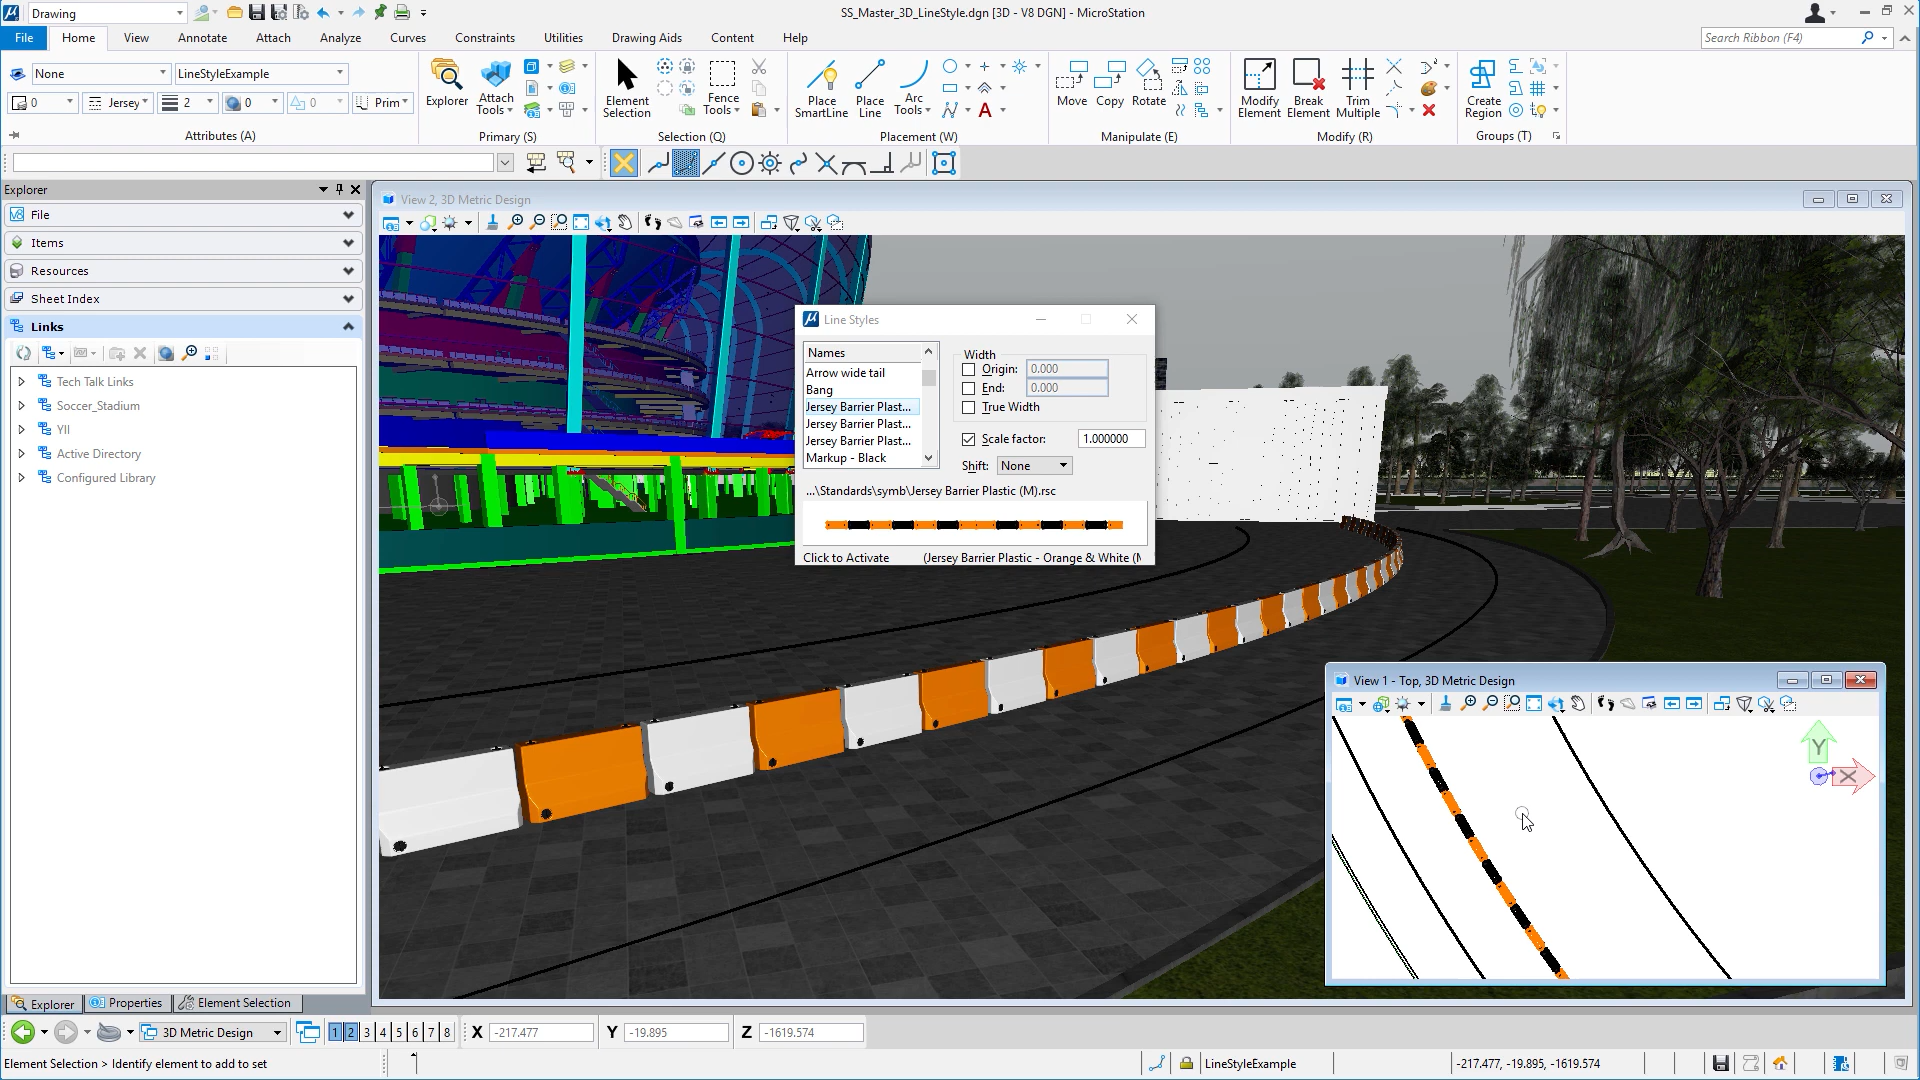 Drawing
SS_Master_3D_LineStyle.dgn [3D - V8 DGN] - MicroStation
File
Home
View
Annotate
Attach
Analyze
Curves
Constraints
Utilities
Drawing Aids
Content
Help
Search Ribbon (F4)
None
LineStyleExample
0
Jersey
2
0
0
Prim
Attributes (A)
Explorer
Attach Tools
Primary (S)
Element Selection
Fence Tools
Selection (Q)
Place SmartLine
Place Line
Arc Tools
A
Placement (W)
Move
Copy
Rotate
Manipulate (E)
Modify Element
Break Element
Trim Multiple
Modify (R)
Create Region
Groups (T)
Explorer
File
Items
Resources
Sheet Index
Links
Tech Talk Links
Soccer_Stadium
YII
Active Directory
Configured Library
Explorer
Properties
Element Selection
View 2, 3D Metric Design
Line Styles
Names
Arrow wide tail
Bang
Jersey Barrier Plast...
Jersey Barrier Plast...
Jersey Barrier Plast...
Markup - Black
Width
Origin: 0.000
End: 0.000
True Width
Scale factor: 1.000000
Shift: None
...\Standards\symb\Jersey Barrier Plastic (M).rsc
Click to Activate (Jersey Barrier Plastic - Orange & White (M
View 1 - Top, 3D Metric Design
Y
X
3D Metric Design
1 2 3 4 5 6 7 8
X -217.477
Y -19.895
Z -1619.574
Element Selection > Identify element to add to set
LineStyleExample
-217.477, -19.895, -1619.574